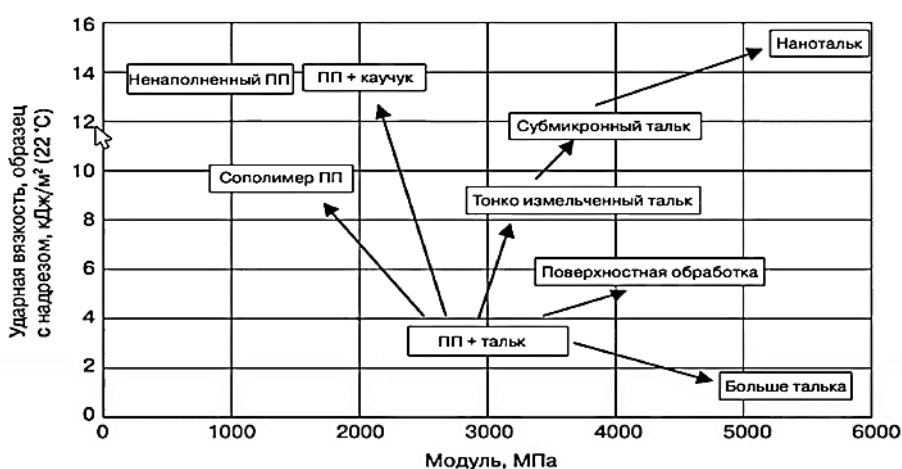 Ударная вязкость, образец
с надрезом, кДж/м² (22 °C)
16
14
12
10
8
6
4
2
0
Нанотальк
Ненаполненный ПП
ПП + каучук
Субмикронный тальк
Сополимер ПП
Тонко измельченный тальк
Поверхностная обработка
ПП + тальк
Больше талька
0
1000
2000
3000
4000
5000
6000
Модуль, МПа